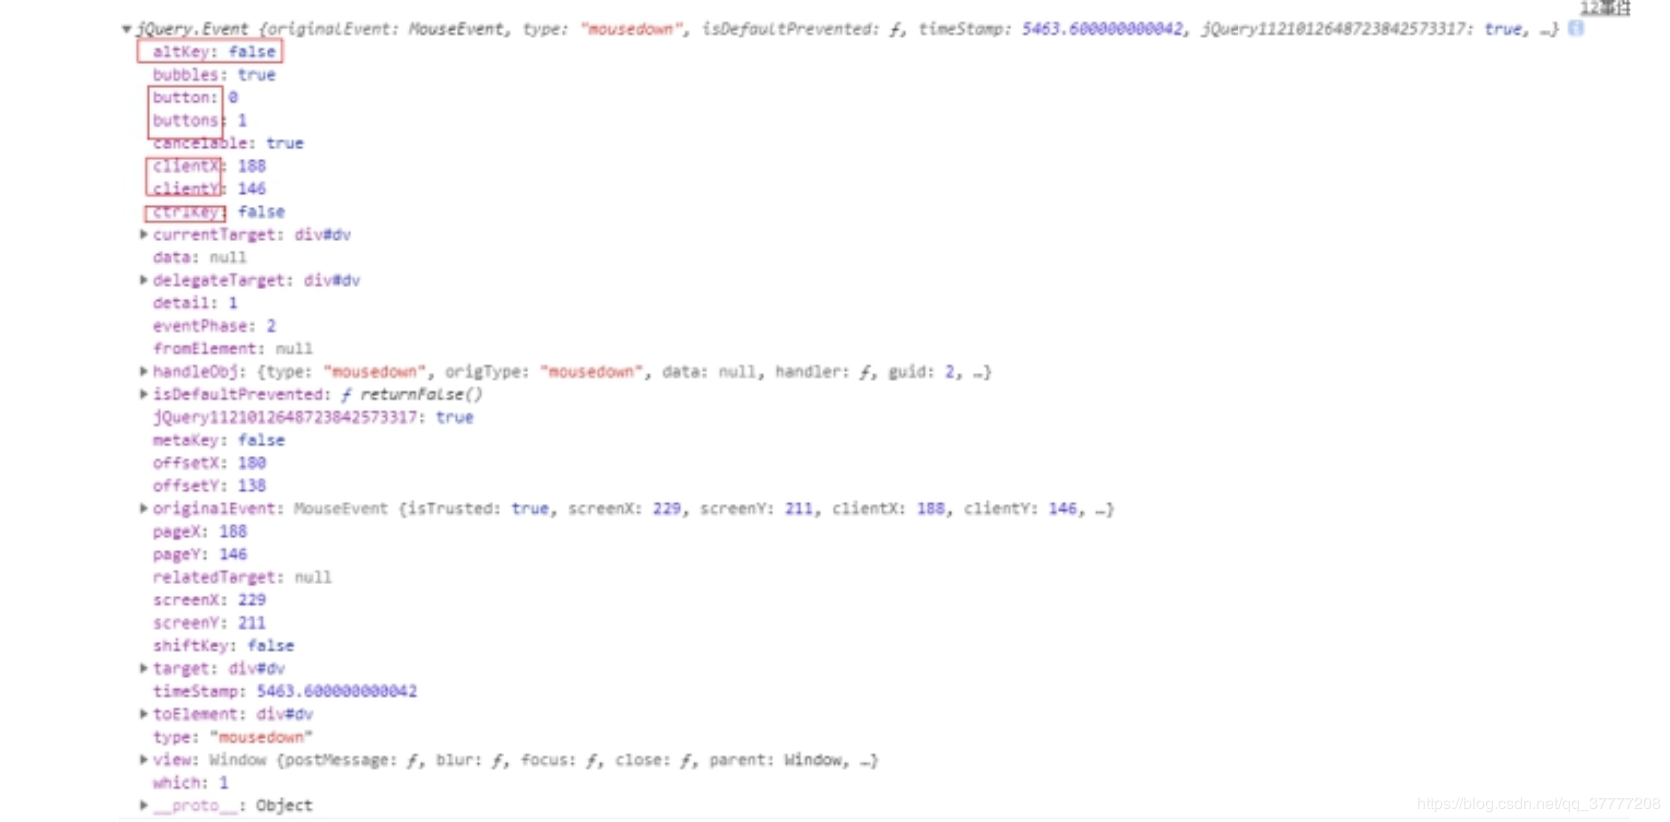 12事件
▼jQuery.Event {originalEvent: MouseEvent, type: "mousedown", isDefaultPrevented: ƒ, timeStamp: 5463.600000000042, jQuery1121012648723842573317: true, …}
altKey: false
bubbles: true
button: 0
buttons: 1
cancelable: true
clientX: 188
clientY: 146
ctrlKey: false
▶currentTarget: div#dv
data: null
▶delegateTarget: div#dv
detail: 1
eventPhase: 2
fromElement: null
▶handleObj: {type: "mousedown", origType: "mousedown", data: null, handler: ƒ, guid: 2, …}
▶isDefaultPrevented: ƒ returnFalse()
jQuery1121012648723842573317: true
metaKey: false
offsetX: 180
offsetY: 138
▶originalEvent: MouseEvent {isTrusted: true, screenX: 229, screenY: 211, clientX: 188, clientY: 146, …}
pageX: 188
pageY: 146
relatedTarget: null
screenX: 229
screenY: 211
shiftKey: false
▶target: div#dv
timeStamp: 5463.600000000042
▶toElement: div#dv
type: "mousedown"
▶view: Window {postMessage: ƒ, blur: ƒ, focus: ƒ, close: ƒ, parent: Window, …}
which: 1
▶__proto__: Object
https://blog.csdn.net/qq_37777208